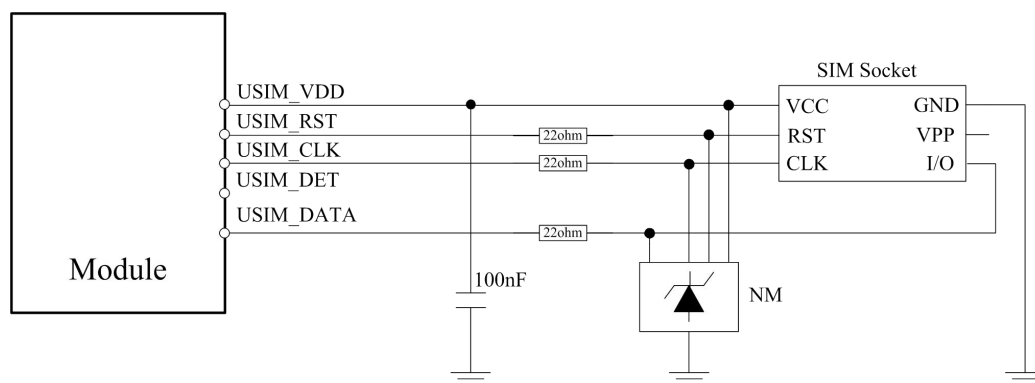 SIM Socket
USIM_VDD
VCC
GND
USIM_RST
22ohm
RST
VPP
USIM_CLK
22ohm
CLK
I/O
USIM_DET
USIM_DATA
22ohm
Module
100nF
NM